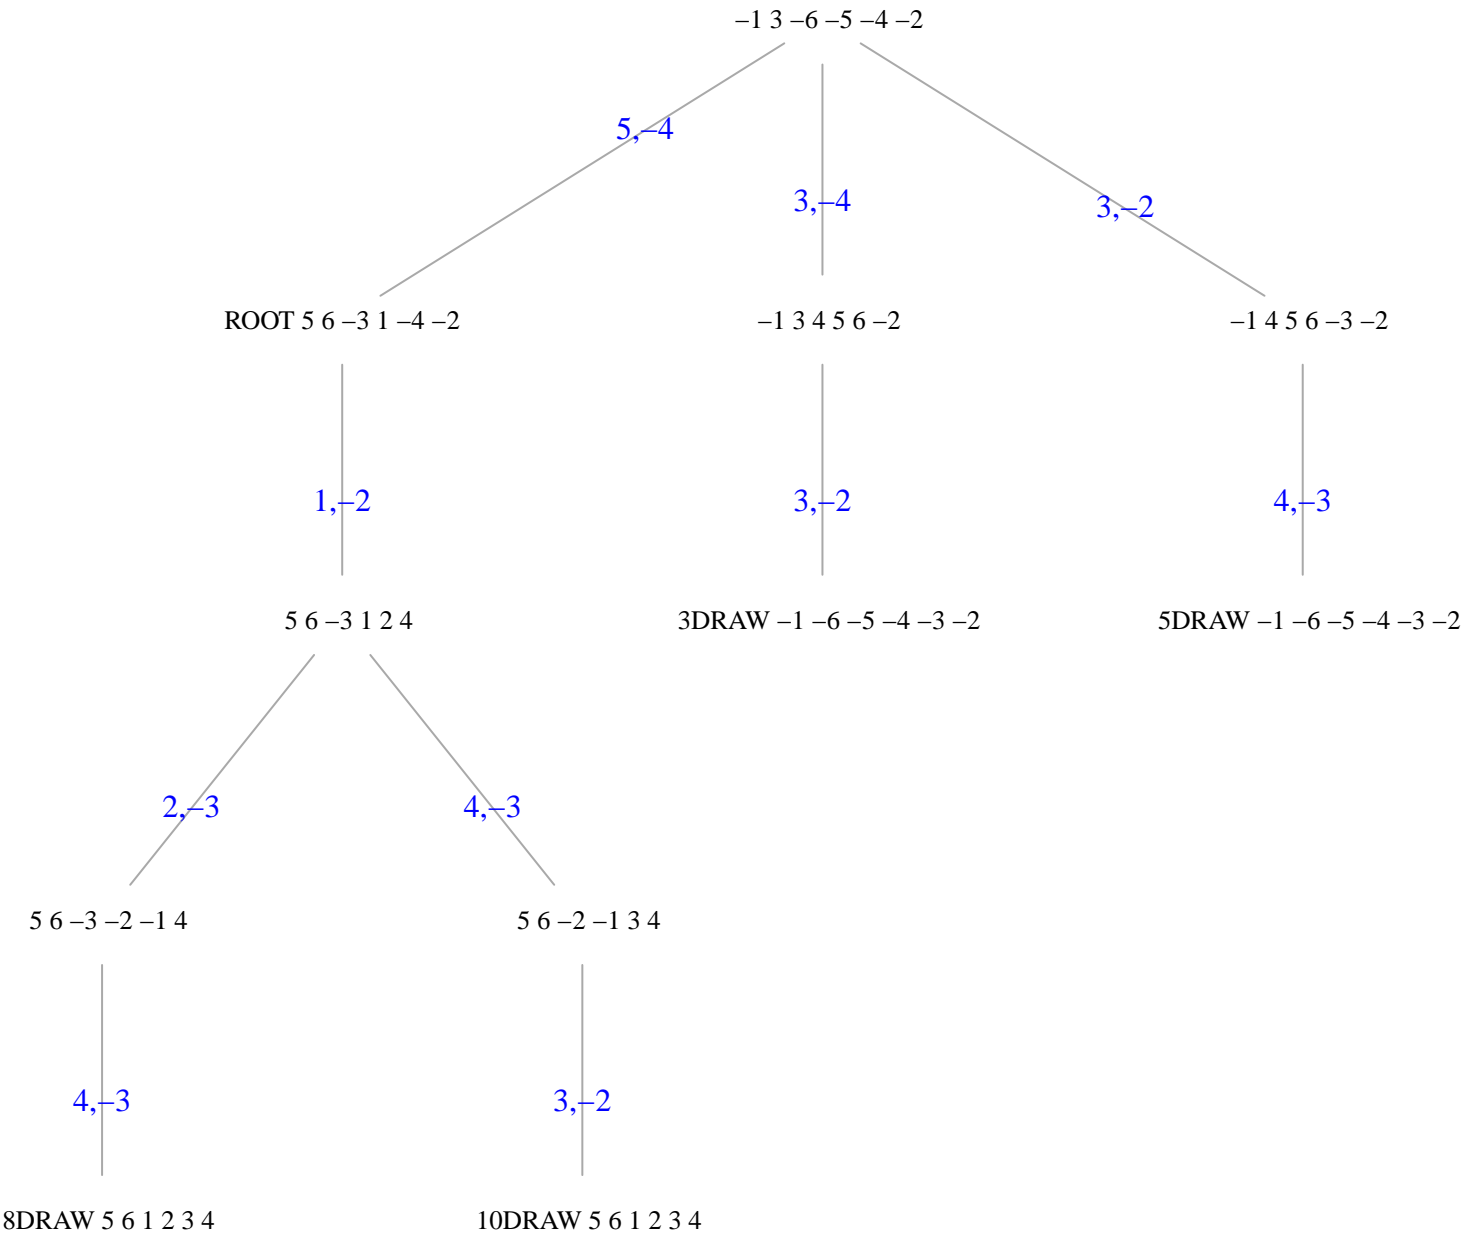 –1 3 –6 –5 –4 –2
5,–4
3,–4
3,–2
ROOT 5 6 –3 1 –4 –2
–1 3 4 5 6 –2
–1 4 5 6 –3 –2
1,–2
3,–2
4,–3
5 6 –3 1 2 4
3DRAW –1 –6 –5 –4 –3 –2
5DRAW –1 –6 –5 –4 –3 –2
2,–3
4,–3
5 6 –3 –2 –1 4
5 6 –2 –1 3 4
4,–3
3,–2
8DRAW 5 6 1 2 3 4
10DRAW 5 6 1 2 3 4